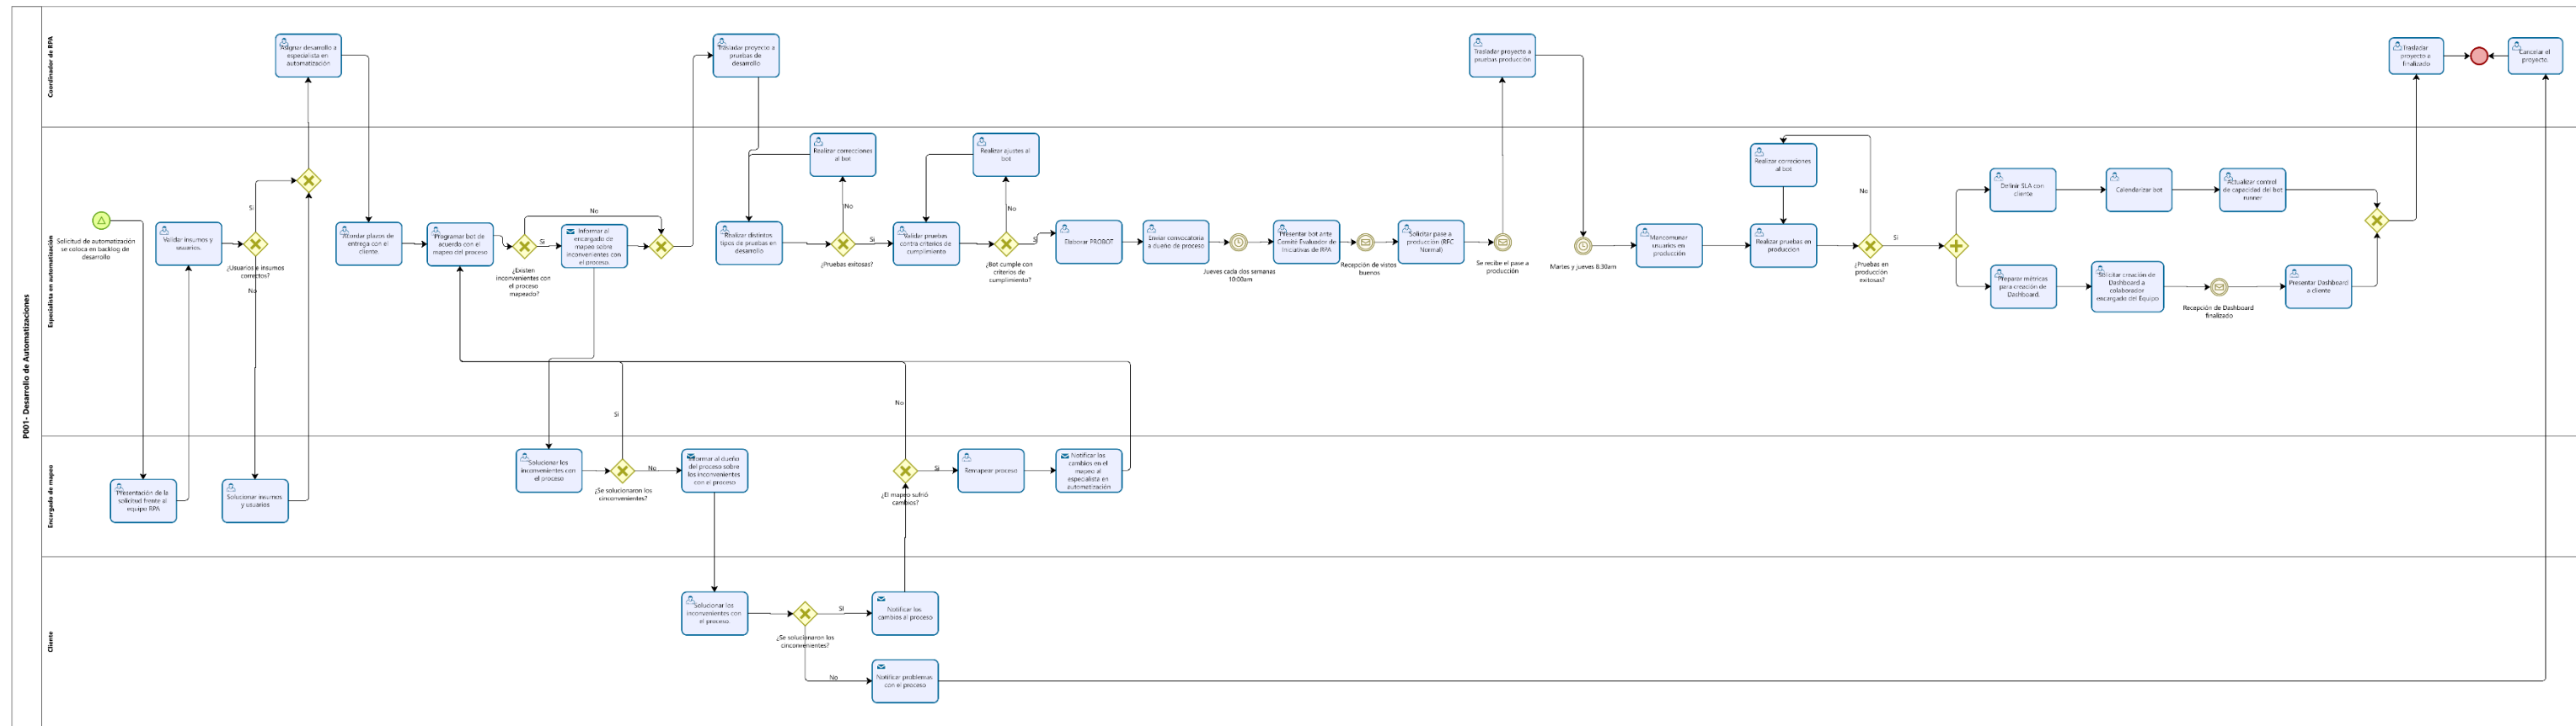 P001- Desarrollo de Automatizaciones
Coordinador de RPA
Asignar desarrollo a
especialista en
automatización
Trasladar proyecto a
pruebas de
desarrollo
Trasladar proyecto a
pruebas producción
Trasladar
proyecto a
finalizado
Cancelar el
proyecto.
Especialista en automatización
Solicitud de automatización
se coloca en backlog de
desarrollo
Validar insumos y
usuarios.
¿Usuarios e insumos
correctos?
Si
No
Acordar plazos de
entrega con el
cliente.
Programar bot de
acuerdo con el
mapeo del proceso
¿Existen
inconvenientes con
el proceso
mapeado?
No
Si
Informar al
encargado de
mapeo sobre
inconvenientes con
el proceso.
Realizar distintos
tipos de pruebas en
desarrollo
Realizar correcciones
al bot
No
¿Pruebas exitosas?
Si
Validar pruebas
contra criterios de
cumplimiento
Realizar ajustes al
bot
No
¿Bot cumple con
criterios de
cumplimiento?
Si
Elaborar PROBOT
Enviar convocatoria
a dueño de proceso
Jueves cada dos semanas
10:00am
Presentar bot ante
Comité Evaluador de
Iniciativas de RPA
Recepción de vistos
buenos
Solicitar pase a
producción (RFC
Normal)
Se recibe el pase a
producción
Martes y jueves 8:30am
Mancomunar
usuarios en
producción
Realizar correciones
al bot
Realizar pruebas en
produccion
No
¿Pruebas en
producción
exitosas?
Si
Definir SLA con
cliente
Calendarizar bot
Actualizar control
de capacidad del bot
runner
Preparar métricas
para creación de
Dashboard.
Solicitar creación de
Dashboard a
colaborador
encargado del Equipo
Recepción de Dashboard
finalizado
Presentar Dashboard
a cliente
Encargado de mapeo
Presentación de la
solicitud frente al
equipo RPA
Solucionar insumos
y usuarios
Solucionar los
inconvenientes con
el proceso
Si
¿Se solucionaron los
cinconvenientes?
No
Informar al dueño
del proceso sobre
los inconvenientes
con el proceso
No
¿El mapeo sufrió
cambios?
Si
Remapear proceso
Notificar los
cambios en el
mapeo al
especialista en
automatización
Cliente
Solucionar los
inconvenientes con
el proceso.
¿Se solucionaron los
cinconvenientes?
SI
Notificar los
cambios al proceso
No
Notificar problemas
con el proceso